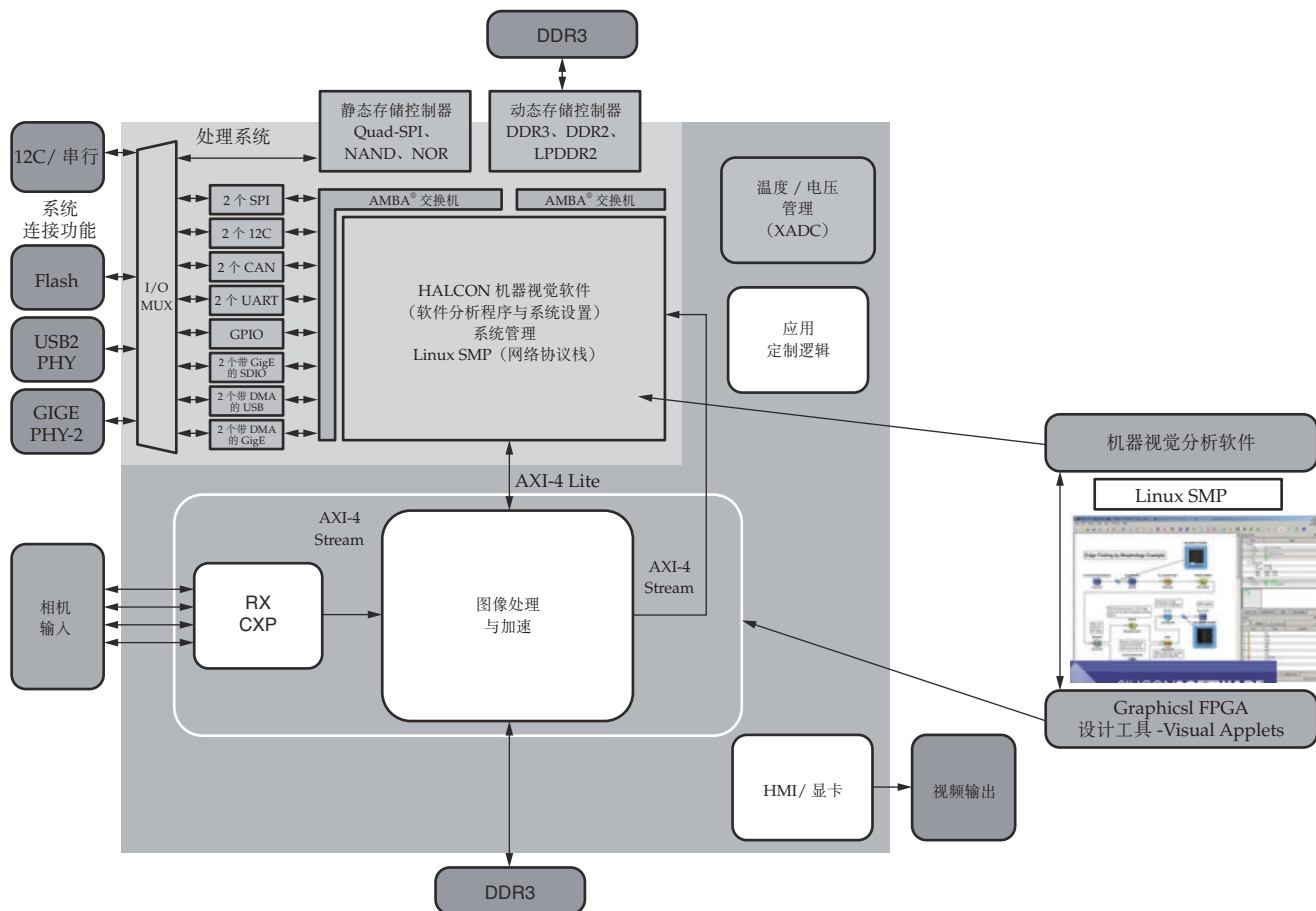 DDR3
静态存储控制器
Quad-SPI、
NAND、NOR
动态存储控制器
DDR3、DDR2、
LPDDR2
处理系统
12C/ 串行
系统
连接功能
Flash
USB2
PHY
GIGE
PHY-2
I/O
MUX
2 个 SPI
2 个 12C
2 个 CAN
2 个 UART
GPIO
2 个带 GigE
的 SDIO
2 个带 DMA
的 USB
2 个带 DMA
的 GigE
AMBA® 交换机
AMBA® 交换机
HALCON 机器视觉软件
（软件分析程序与系统设置）
系统管理
Linux SMP（网络协议栈）
温度 / 电压
管理
（XADC）
应用
定制逻辑
AXI-4 Lite
AXI-4
Stream
相机
输入
RX
CXP
图像处理
与加速
AXI-4
Stream
机器视觉分析软件
Linux SMP
Edge Finding by Morphology Example
SILICONSOFTWARE
Graphicsl FPGA
设计工具 -Visual Applets
HMI/ 显卡
视频输出
DDR3